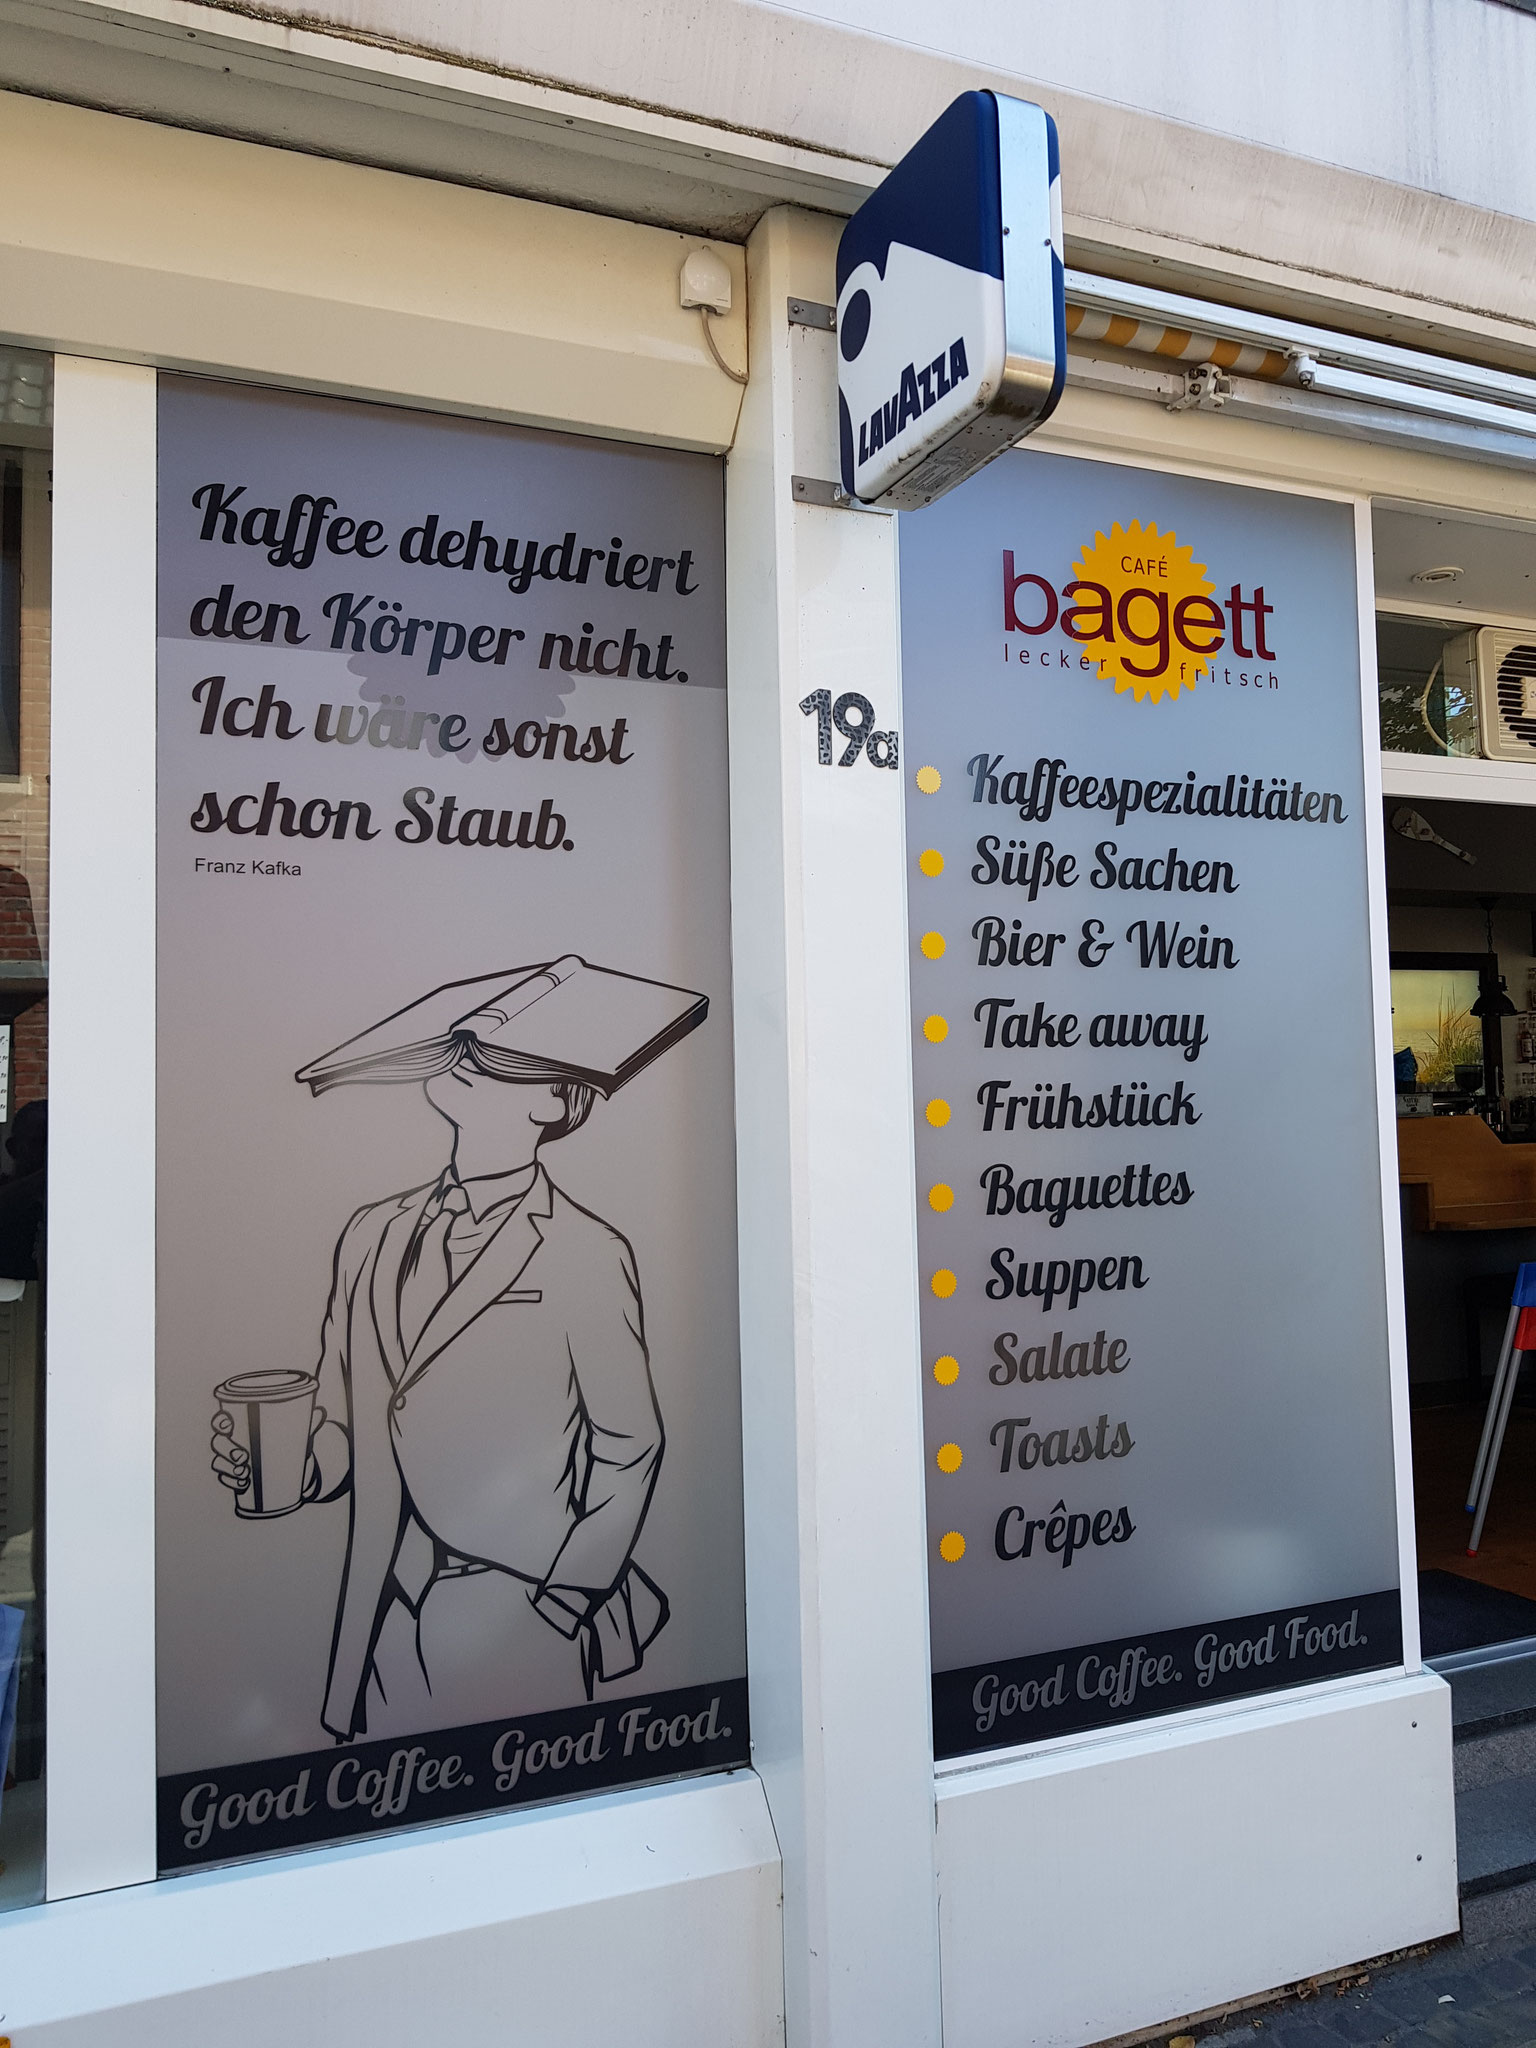 Kaffee dehydriert
den Körper nicht.
Ich wäre sonst
schon Staub.
Franz Kafka
Good Coffee. Good Food.
LAVAZZA
19a
CAFÉ
bagett
lecker fritsch
Kaffeespezialitäten
Süße Sachen
Bier & Wein
Take away
Frühstück
Baguettes
Suppen
Salate
Toasts
Crêpes
Good Coffee. Good Food.